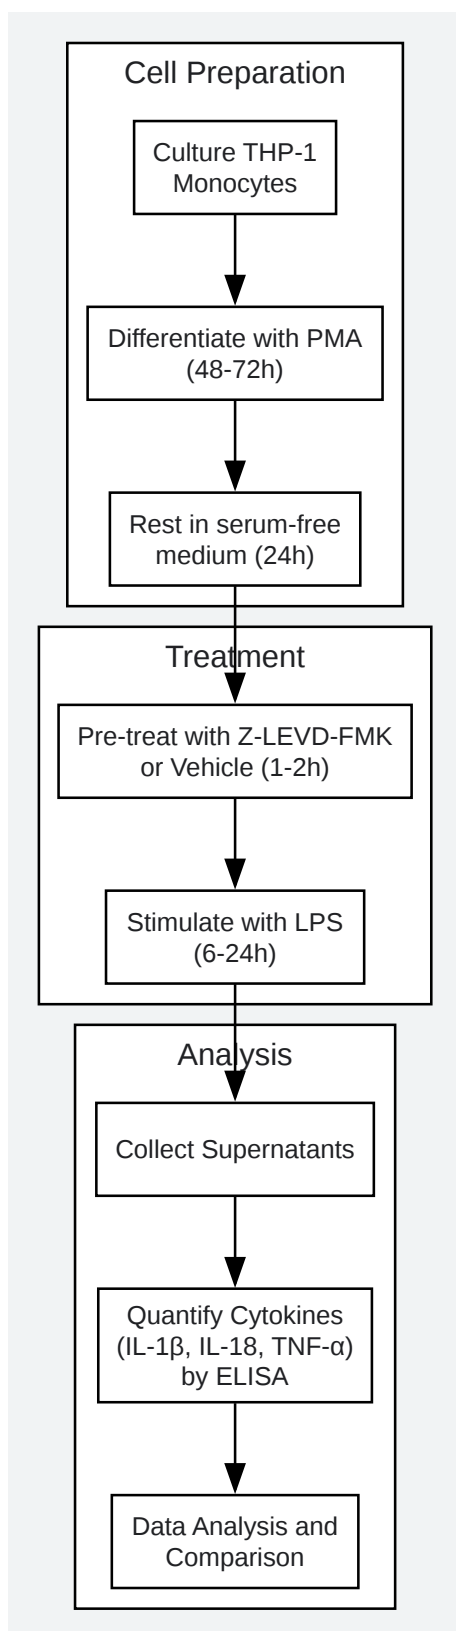 Cell Preparation
Culture THP-1
Monocytes
Differentiate with PMA
(48-72h)
Rest in serum-free
medium (24h)
Treatment
Pre-treat with Z-LEVD-FMK
or Vehicle (1-2h)
Stimulate with LPS
(6-24h)
Analysis
Collect Supernatants
Quantify Cytokines
(IL-1β, IL-18, TNF-α)
by ELISA
Data Analysis and
Comparison